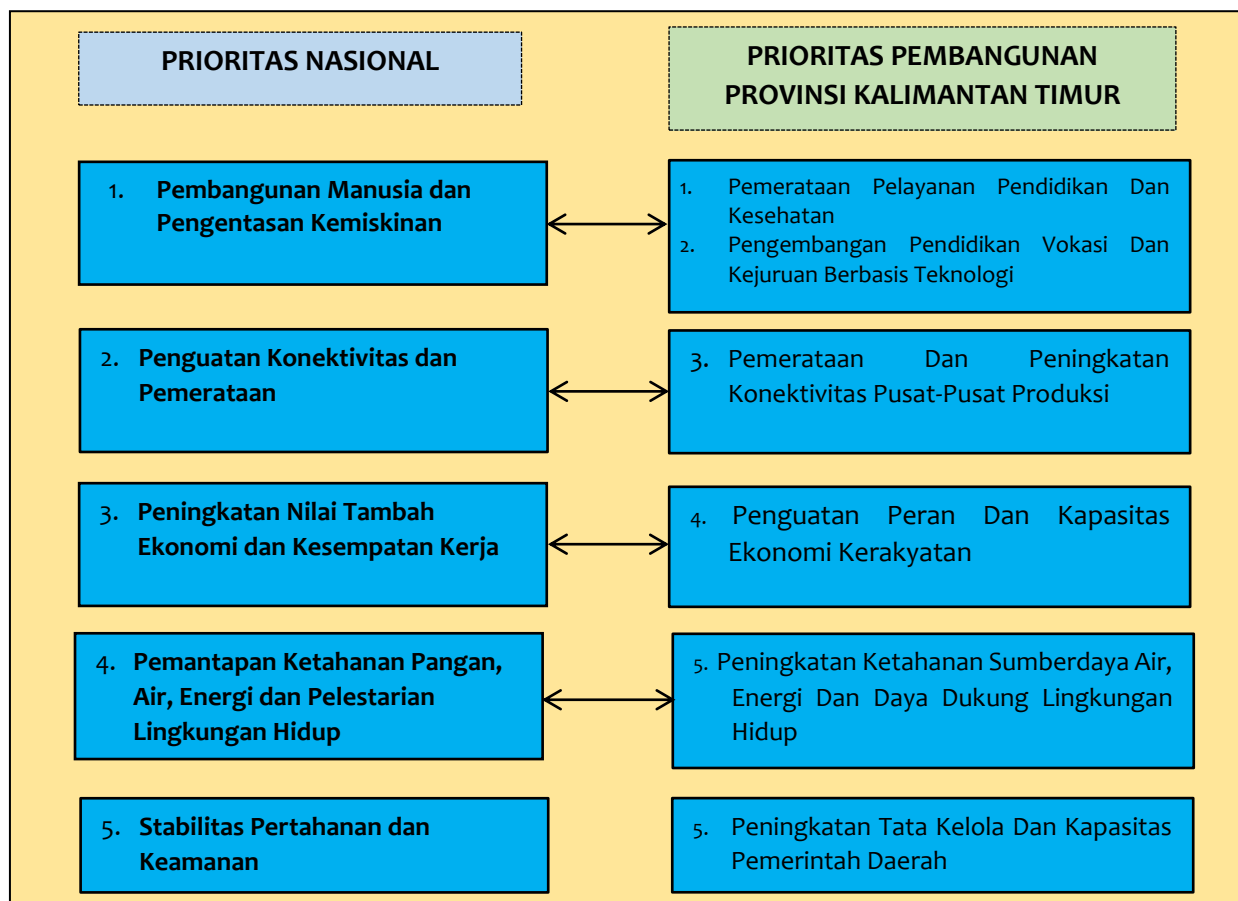 PRIORITAS NASIONAL
PRIORITAS PEMBANGUNAN
PROVINSI KALIMANTAN TIMUR
1. Pembangunan Manusia dan
Pengentasan Kemiskinan
1. Pemerataan Pelayanan Pendidikan Dan
Kesehatan
2. Pengembangan Pendidikan Vokasi Dan
Kejuruan Berbasis Teknologi
2. Penguatan Konektivitas dan
Pemerataan
3. Pemerataan Dan Peningkatan
Konektivitas Pusat-Pusat Produksi
3. Peningkatan Nilai Tambah
Ekonomi dan Kesempatan Kerja
4. Penguatan Peran Dan Kapasitas
Ekonomi Kerakyatan
4. Pemantapan Ketahanan Pangan,
Air, Energi dan Pelestarian
Lingkungan Hidup
5. Peningkatan Ketahanan Sumberdaya Air,
Energi Dan Daya Dukung Lingkungan
Hidup
5. Stabilitas Pertahanan dan
Keamanan
5. Peningkatan Tata Kelola Dan Kapasitas
Pemerintah Daerah